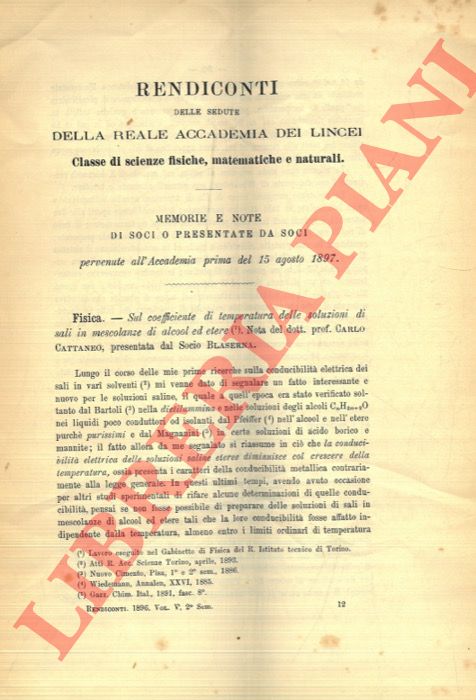 RENDICONTI
DELLE SEDUTE
DELLA REALE ACCADEMIA DEI LINCEI
Classe di scienze fisiche, matematiche e naturali.
MEMORIE E NOTE
DI SOCI O PRESENTATE DA SOCI
pervenute all'Accademia prima del 15 agosto 1897.
Fisica. — Sul coefficiente di temperatura delle soluzioni di
sali in mescolanze di alcool ed etere (¹). Nota del dott. prof. CARLO
CATTANEO, presentata dal Socio BLASERNA.
Lungo il corso delle mie prime ricerche sulla conducibilità elettrica dei
sali in vari solventi (²) mi venne dato di segnalare un fatto interessante e
nuovo per le soluzioni saline, il quale a quell'epoca era stato verificato sol-
tanto dal Bartoli (³) nella e nelle soluzioni degli alcoli
nei liquidi poco conduttori od isolanti, dal Pfeiffer (⁴) nell'alcool e nell'etere
purchè purissimi e dal Magnanini (⁵) in certe soluzioni di acido borico e
mannite; il fatto allora da me segnalato si riassume in ciò che la conduci-
bilità elettrica delle soluzioni saline eteree diminuisce col crescere della
temperatura, ossia presenta i caratteri della conducibilità metallica contraria-
mente alla legge generale. In questi ultimi tempi, avendo avuto occasione
per altri studi sperimentali di rifare alcune determinazioni di quelle condu-
cibilità, pensai se non fosse possibile di preparare delle soluzioni di sali in
mescolanze di alcool ed etere tali che la loro conducibilità fosse affatto in-
dipendente dalla temperatura, almeno entro i limiti ordinari di temperatura
(¹) Lavoro eseguito nel Gabinetto di Fisica del R. Istituto tecnico di Torino.
(²) Atti R. Acc. Scienze Torino, aprile, 1893.
(³) Nuovo Cimento, Pisa, 1° e 2° sem., 1886.
(⁴) Wiedemann, Annalen, XXVI, 1885.
(⁵) Gazz. Chim. Ital., 1891, fasc. 8°.
RENDICONTI. 1896. VOL. V, 2° Sem.
12
LIBRERIA PIANI